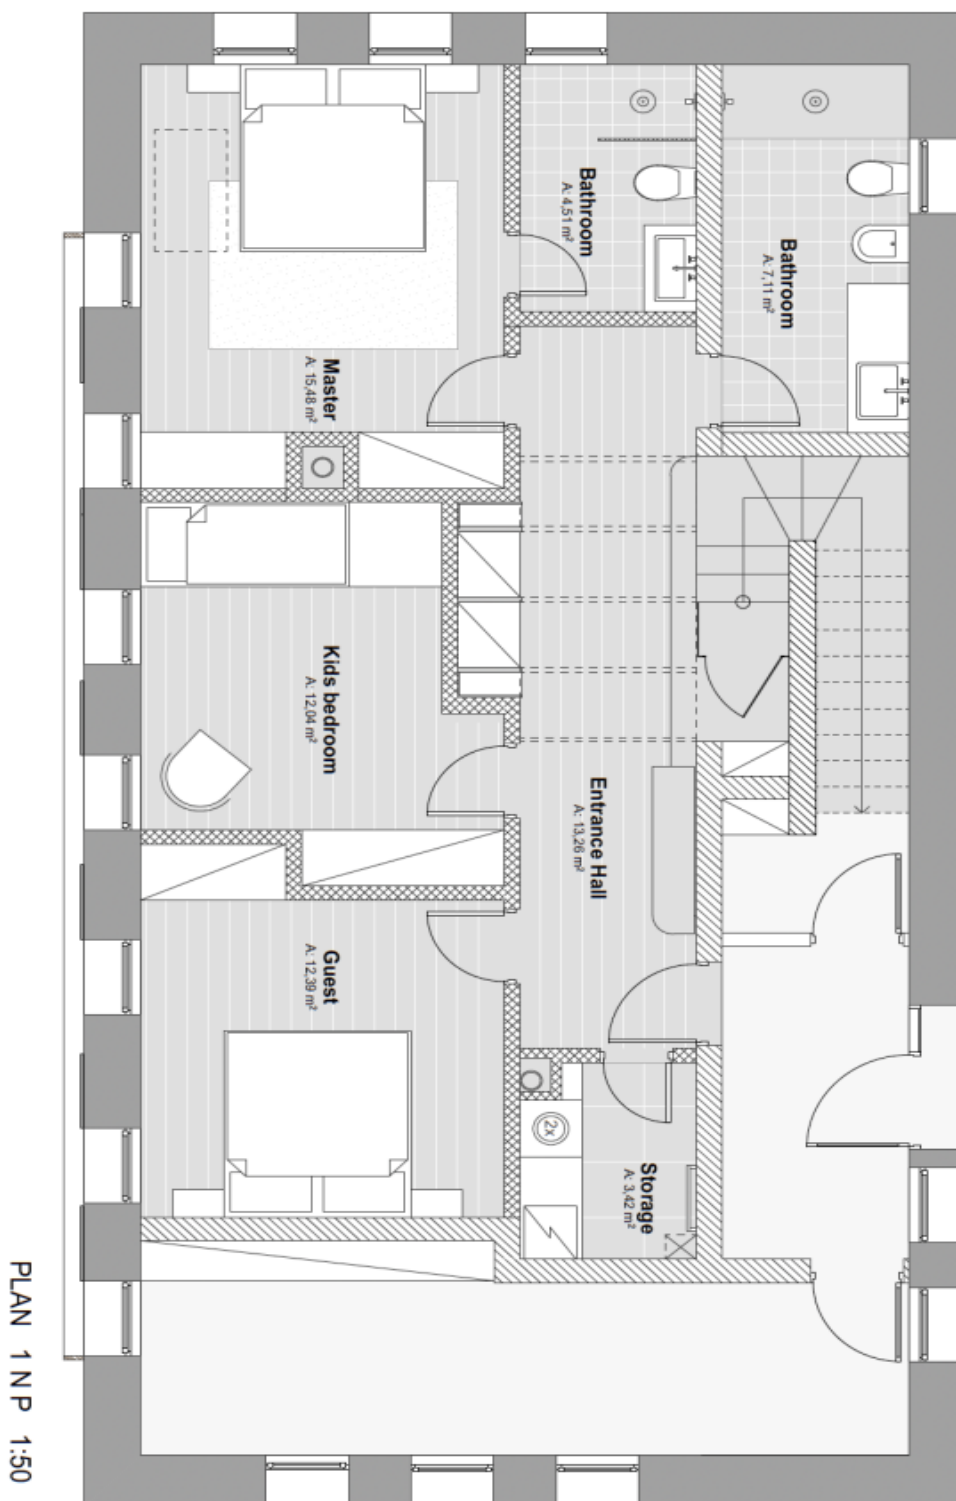 Bathroom
A: 4,51 m²
Bathroom
A: 7,11 m²
Master
A: 15,48 m²
Kids bedroom
A: 12,04 m²
Entrance Hall
A: 13,26 m²
Guest
A: 12,39 m²
2x
Storage
A: 3,42 m²
PLAN 1 N P 1:50